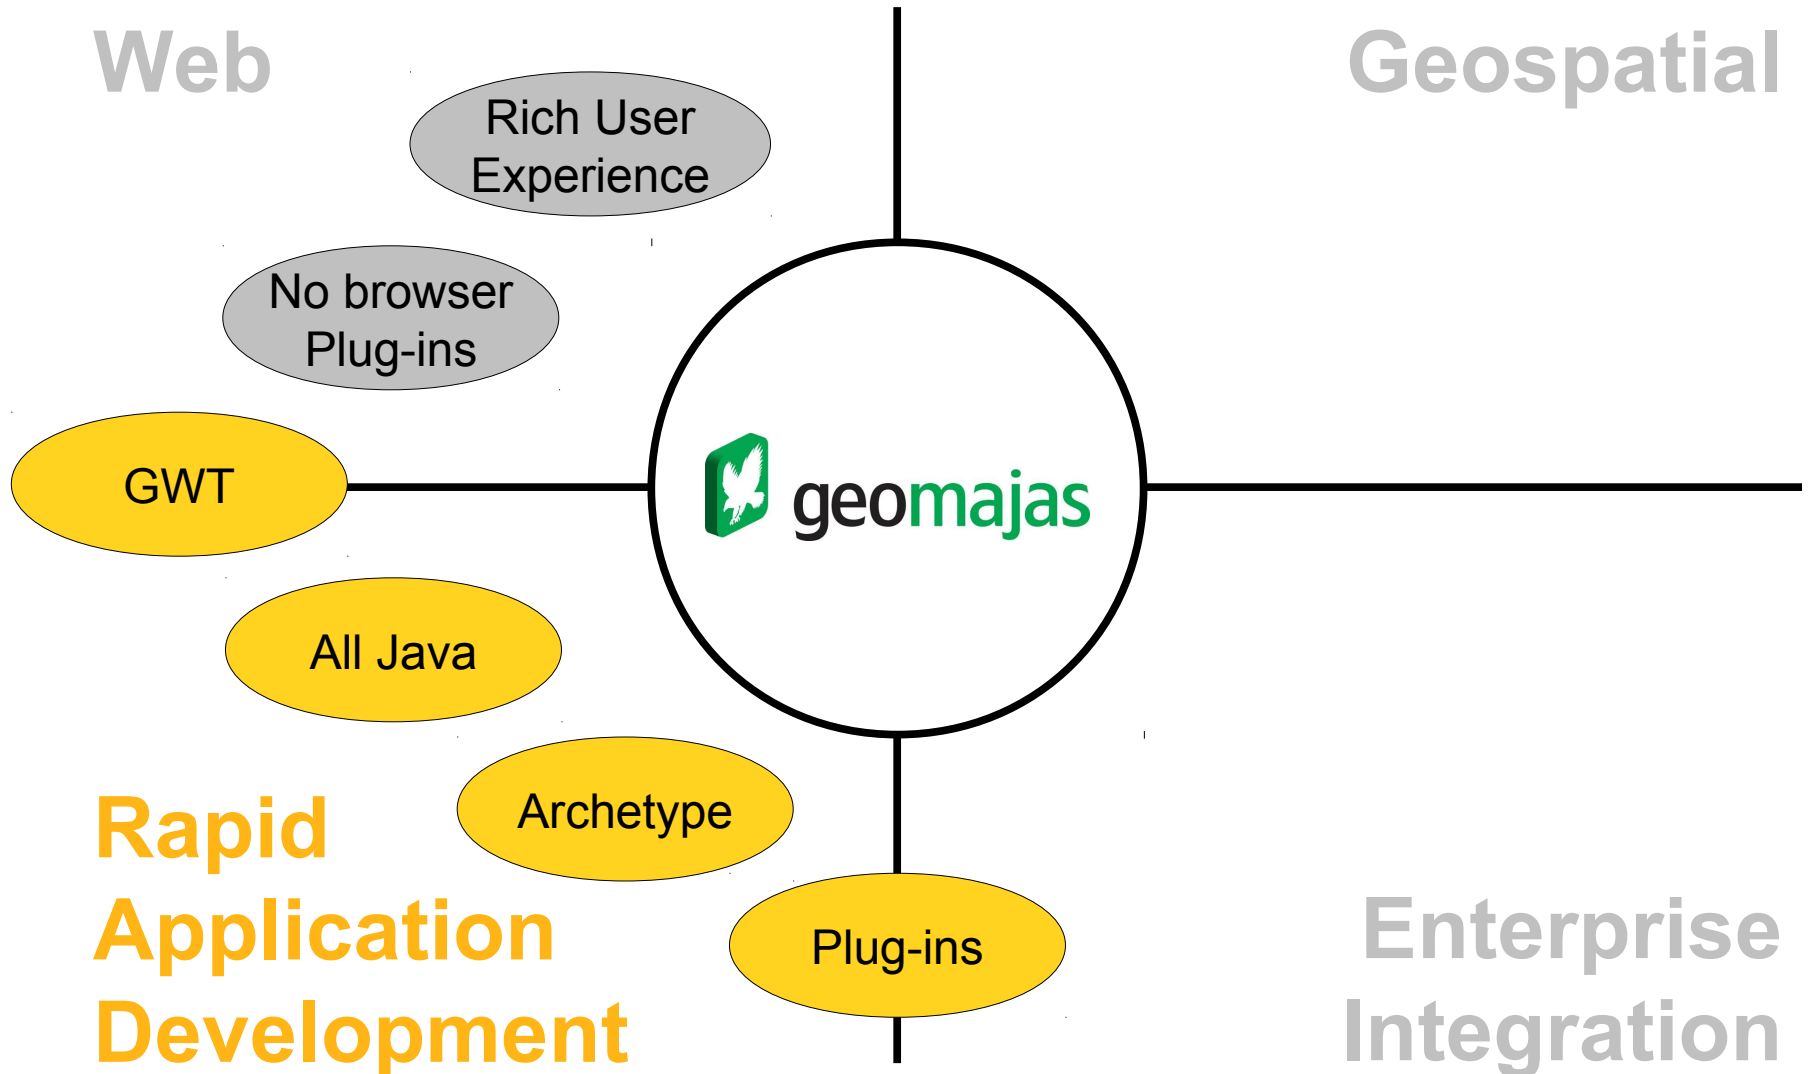 Web
Geospatial
Rich User
Experience
No browser
Plug-ins
GWT
geomajas
All Java
Archetype
Plug-ins
Rapid
Application
Development
Enterprise
Integration